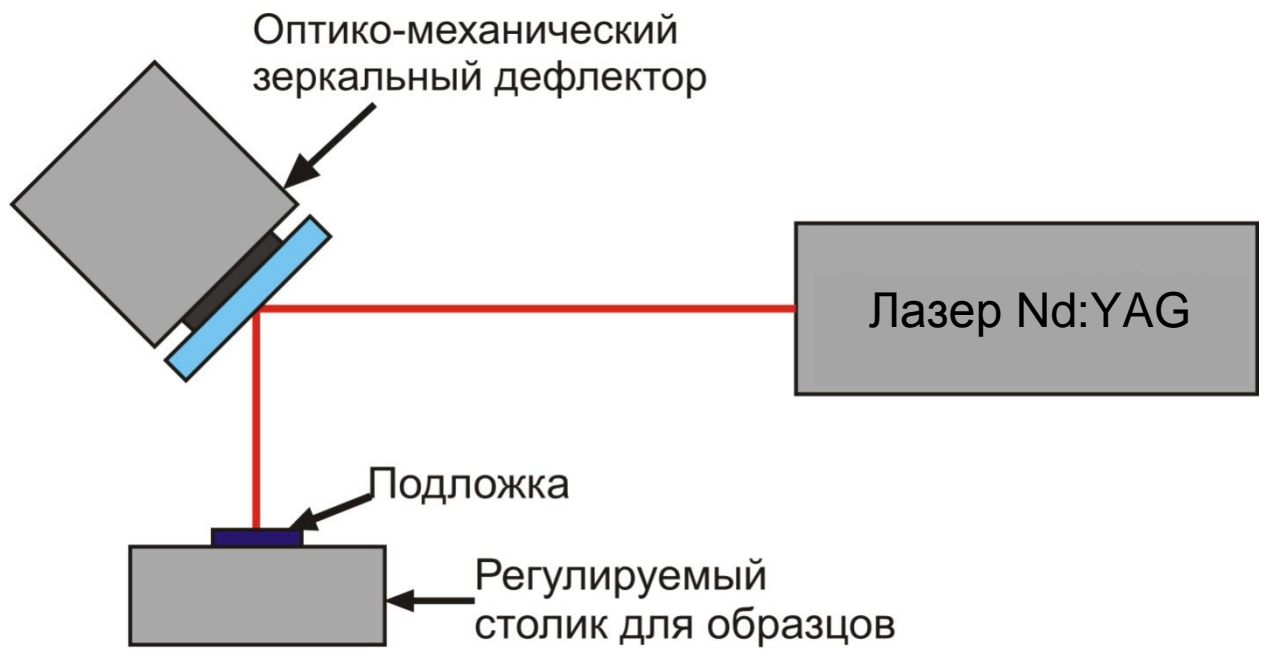 Оптико-механический
зеркальный дефлектор
Лазер Nd:YAG
Подложка
Регулируемый
столик для образцов